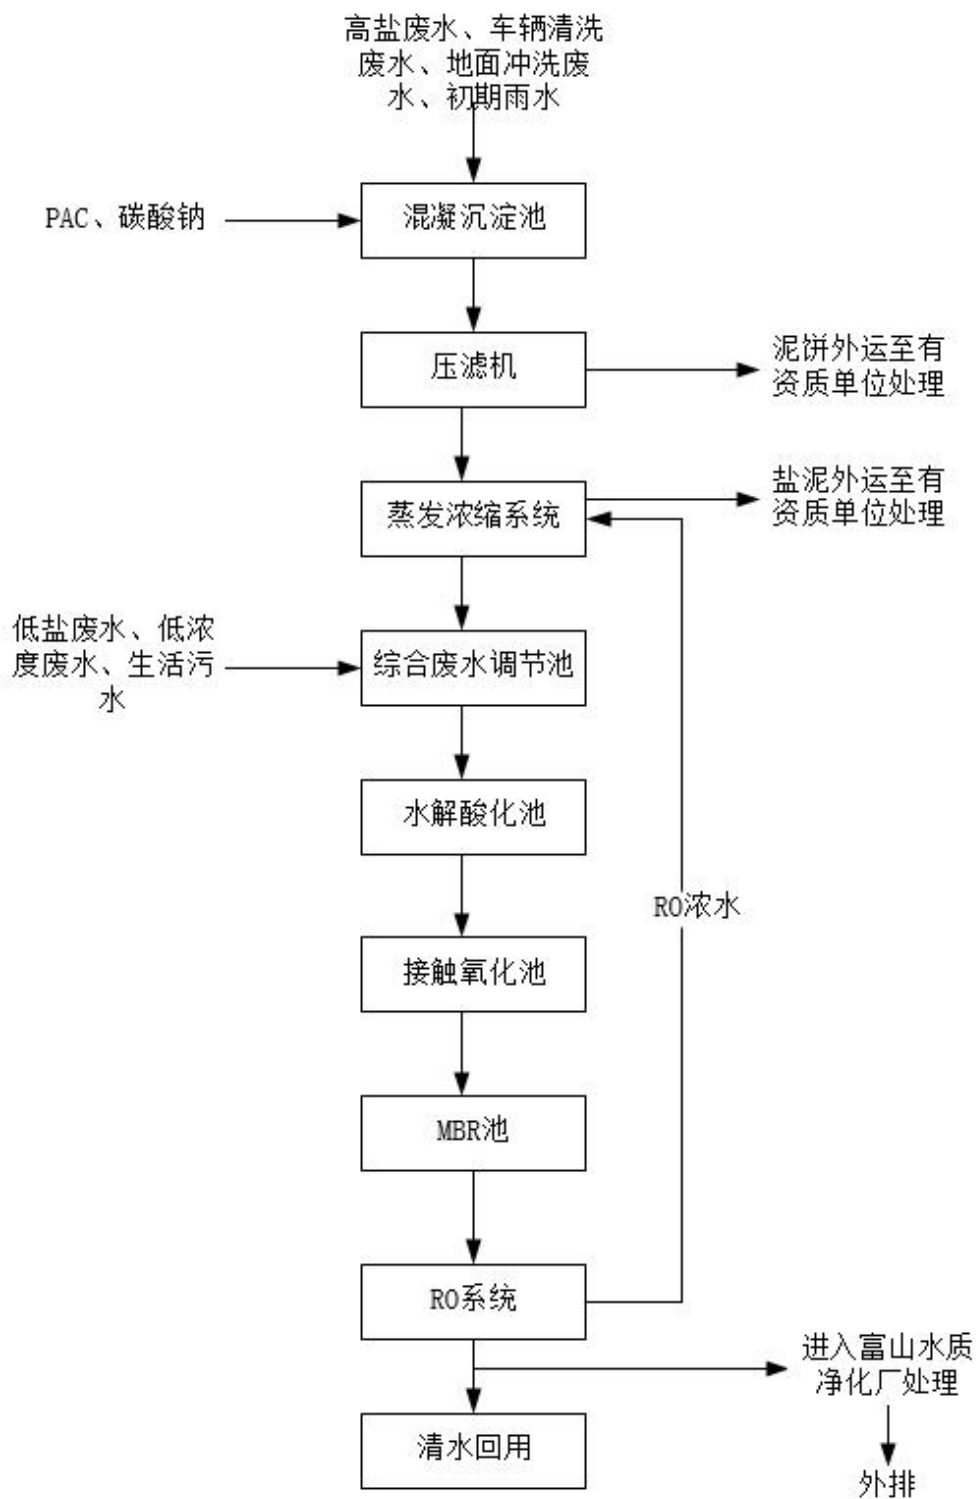 高盐废水、车辆清洗
废水、地面冲洗废
水、初期雨水
PAC、碳酸钠
混凝沉淀池
压滤机
泥饼外运至有
资质单位处理
蒸发浓缩系统
盐泥外运至有
资质单位处理
低盐废水、低浓
度废水、生活污
水
综合废水调节池
水解酸化池
RO浓水
接触氧化池
MBR池
RO系统
进入富山水质
净化厂处理
清水回用
外排